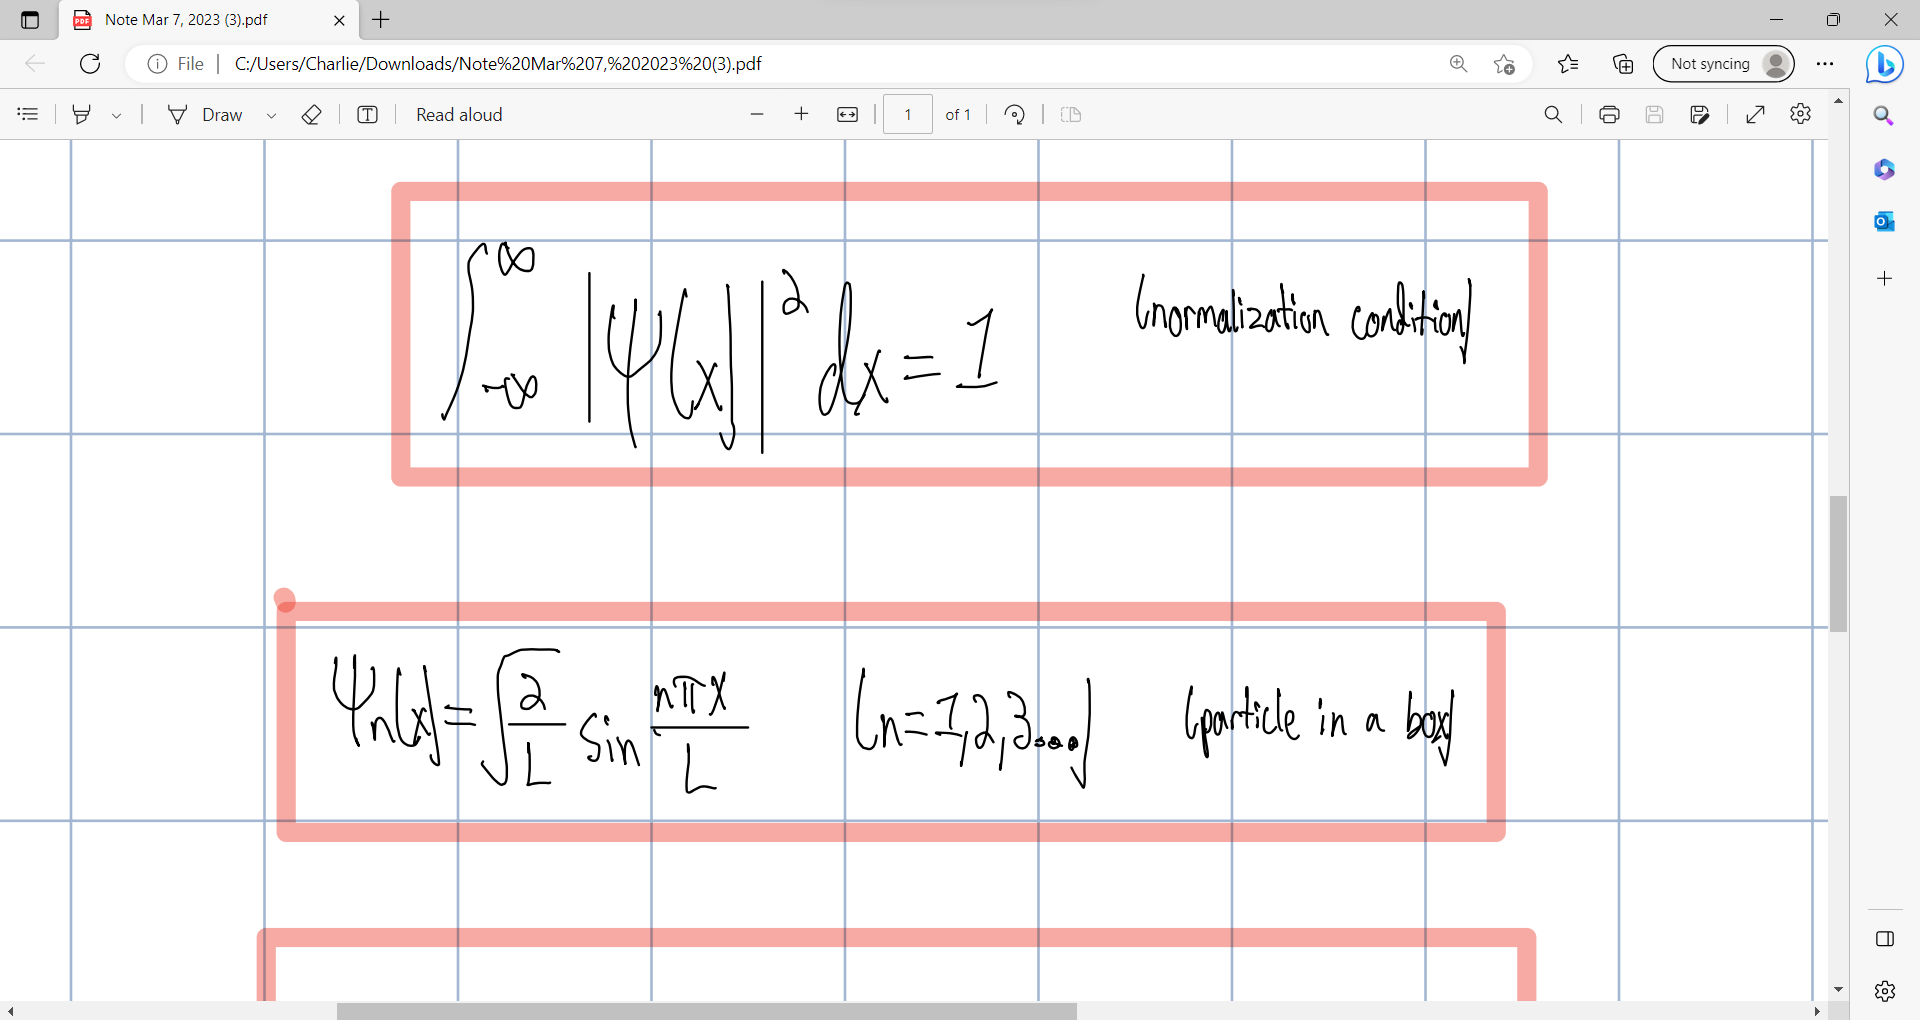 Note Mar 7, 2023 (3).pdf
File | C:/Users/Charlie/Downloads/Note%20Mar%207,%202023%20(3).pdf
Not syncing
Draw
Read aloud
1 of 1
∫_{-∞}^{∞} |Ψ(x)|² dx = 1 (normalization condition)
Ψn(x) = √(2/L) sin nπx/L (n=1,2,3...) (particle in a box)